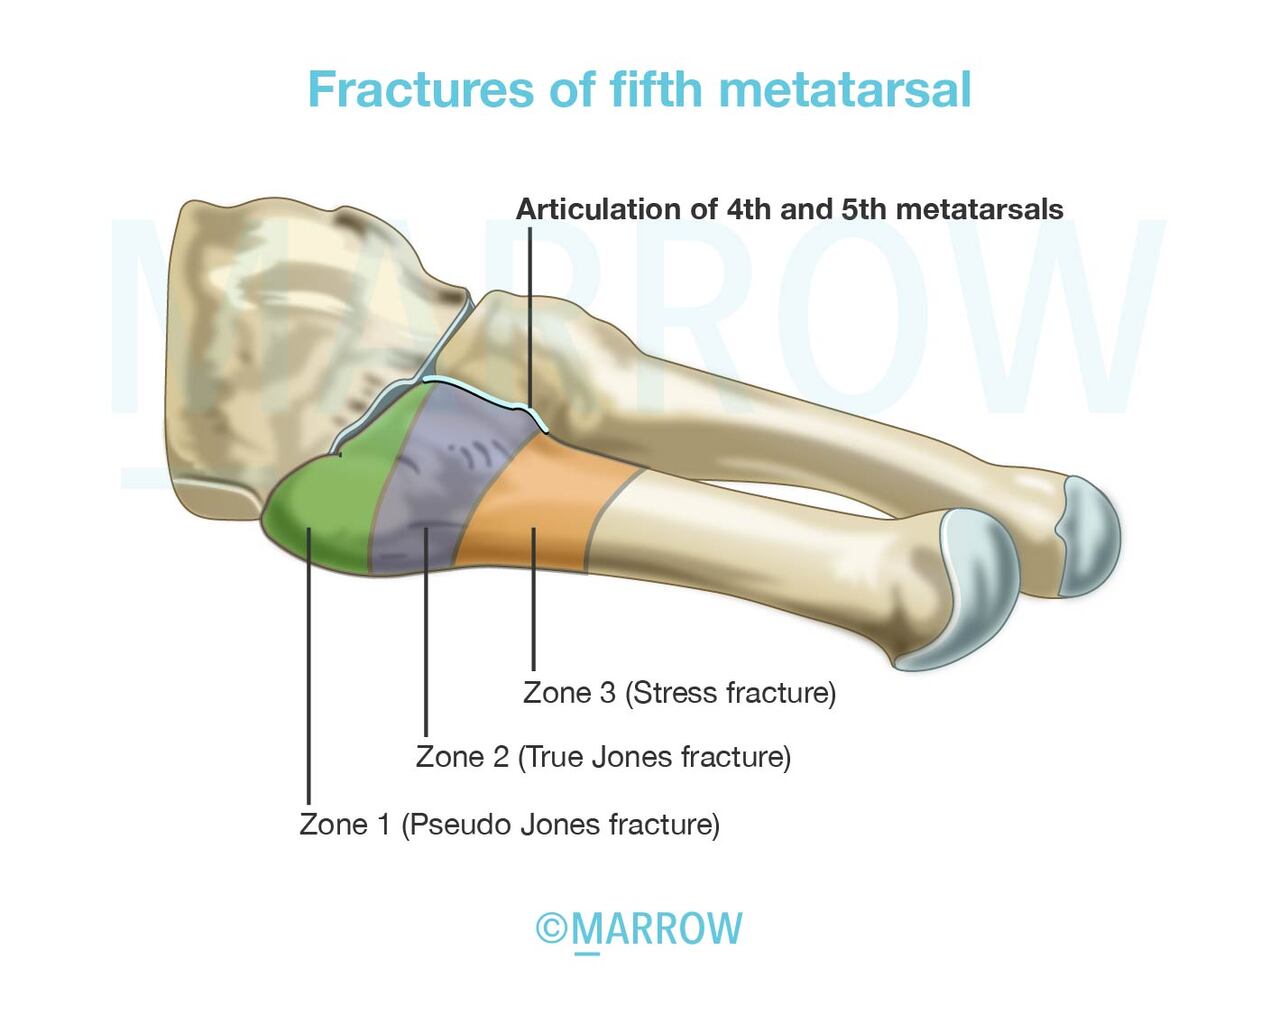 Fractures of fifth metatarsal
Articulation of 4th and 5th metatarsals
MARROW
Zone 3 (Stress fracture)
Zone 2 (True Jones fracture)
Zone 1 (Pseudo Jones fracture)
©MARROW